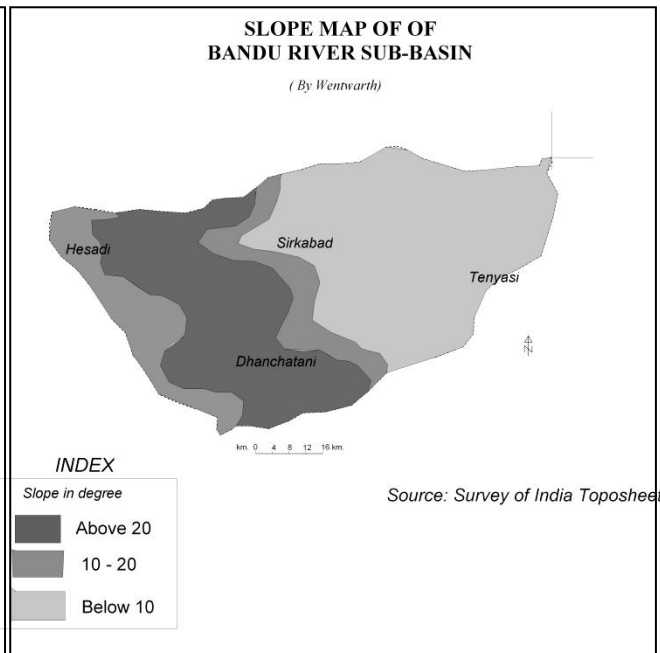 SLOPE MAP OF OF
BANDU RIVER SUB-BASIN
( By Wentwarth)
Hesadi
Sirkabad
Tenyasi
N
Dhanchatani
km. 0 4 8 12 16 km.
INDEX
Slope in degree
Above 20
10 - 20
Below 10
Source: Survey of India Toposheet